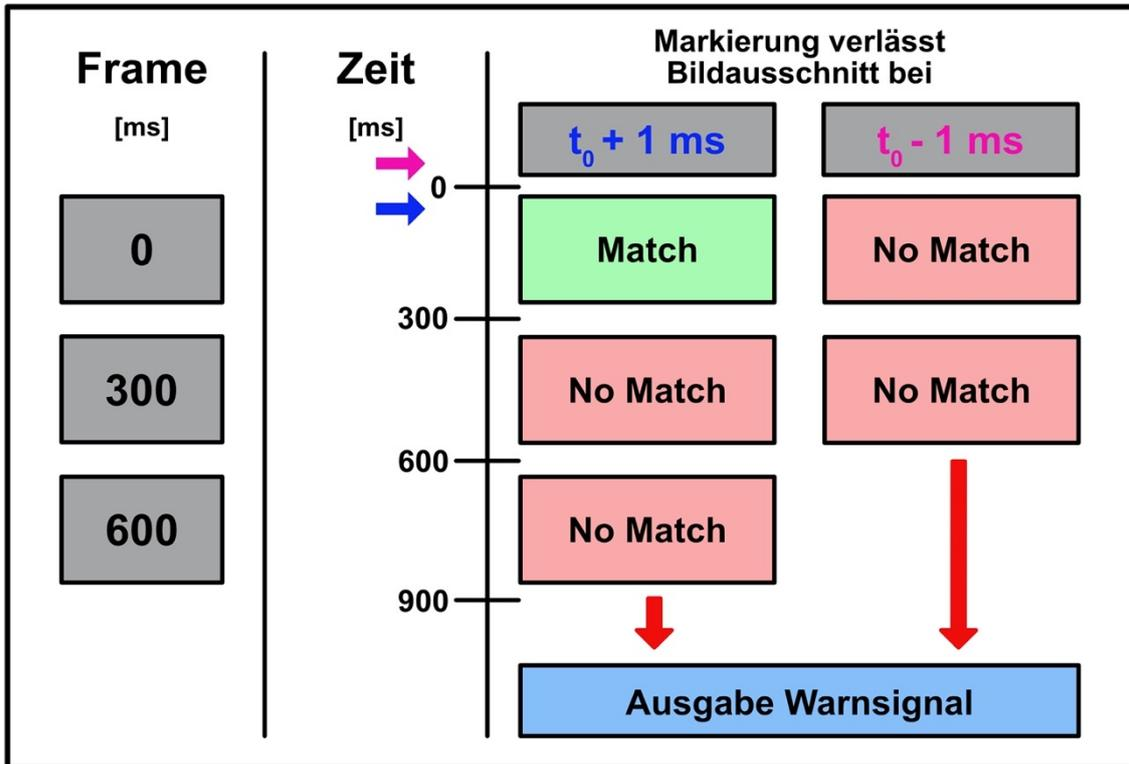 Frame
[ms]
Zeit
[ms]
Markierung verlässt
Bildausschnitt bei
t₀ + 1 ms
t₀ - 1 ms
0
0
Match
No Match
300
300
No Match
No Match
600
600
No Match
900
Ausgabe Warnsignal